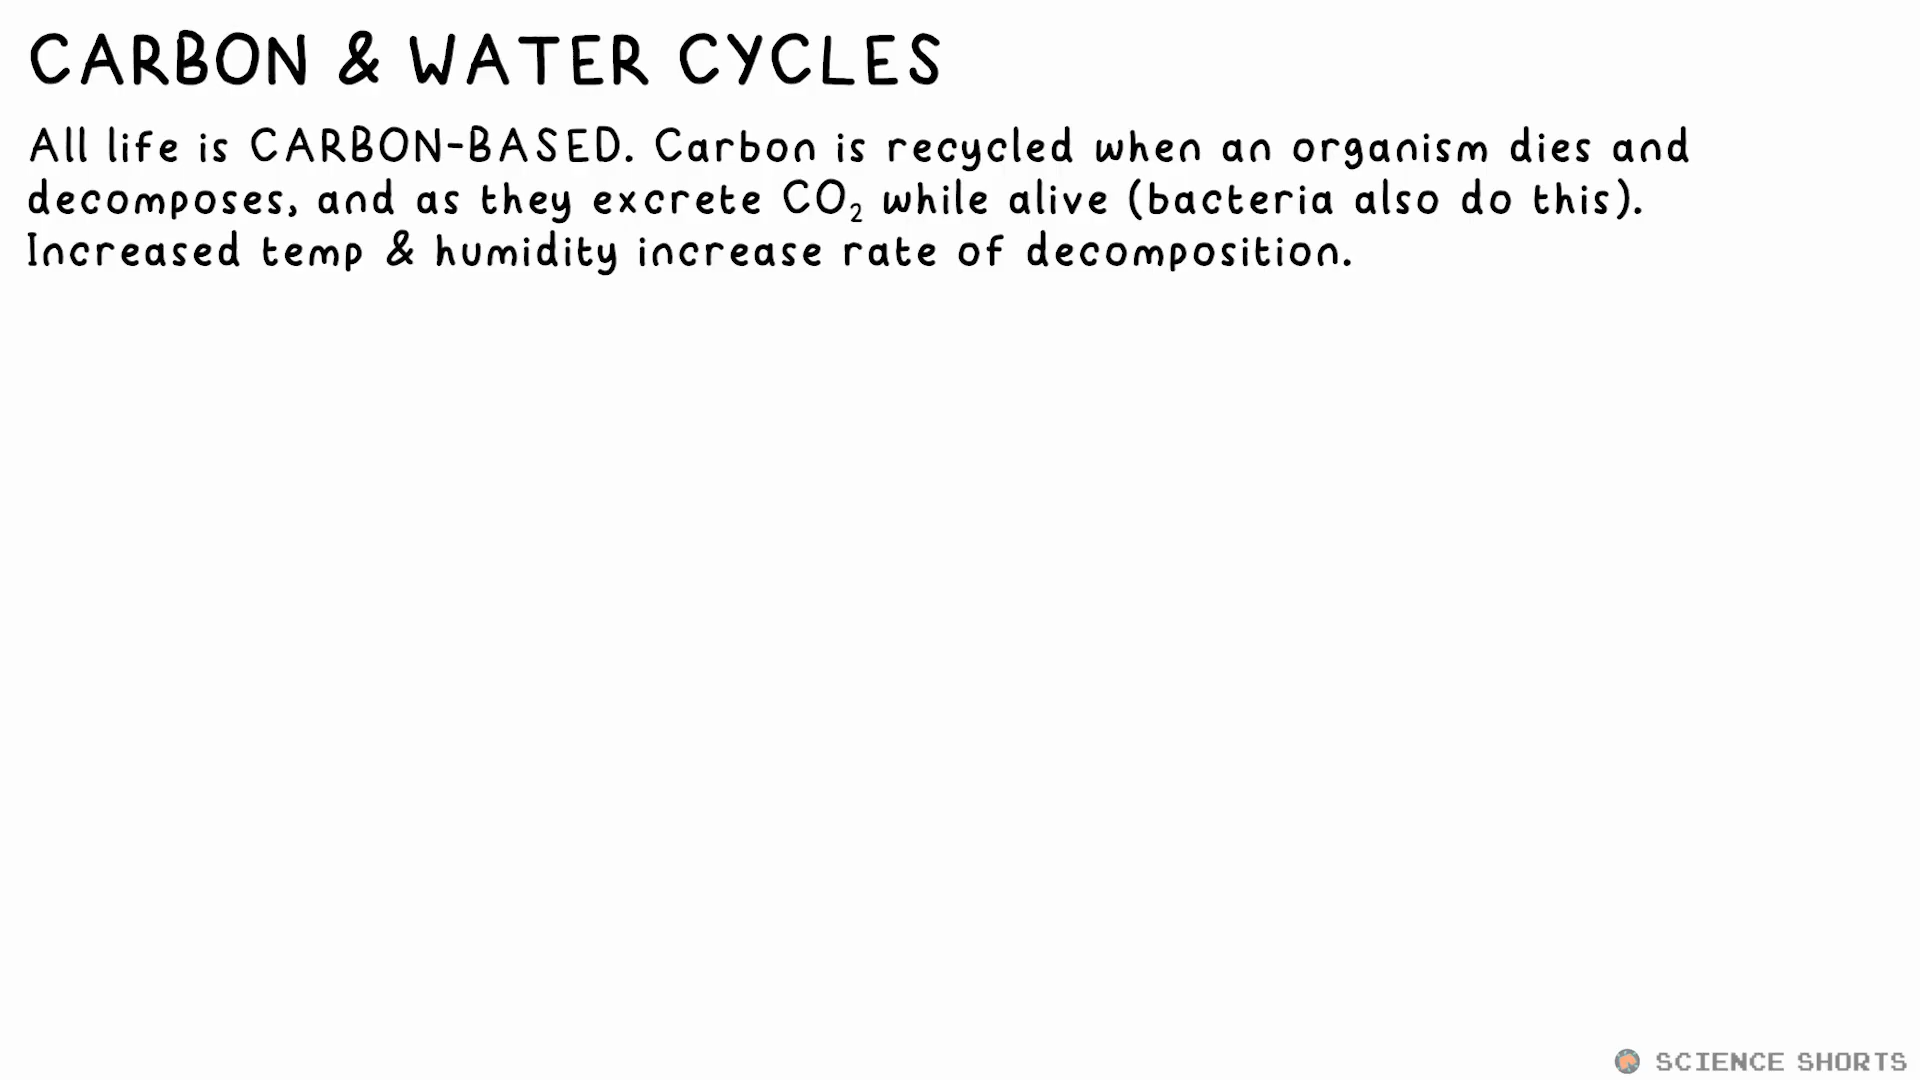 CARBON & WATER CYCLES
All life is CARBON-BASED. Carbon is recycled when an organism dies and
decomposes, and as they excrete CO₂ while alive (bacteria also do this).
Increased temp & humidity increase rate of decomposition.
SCIENCE SHORTS